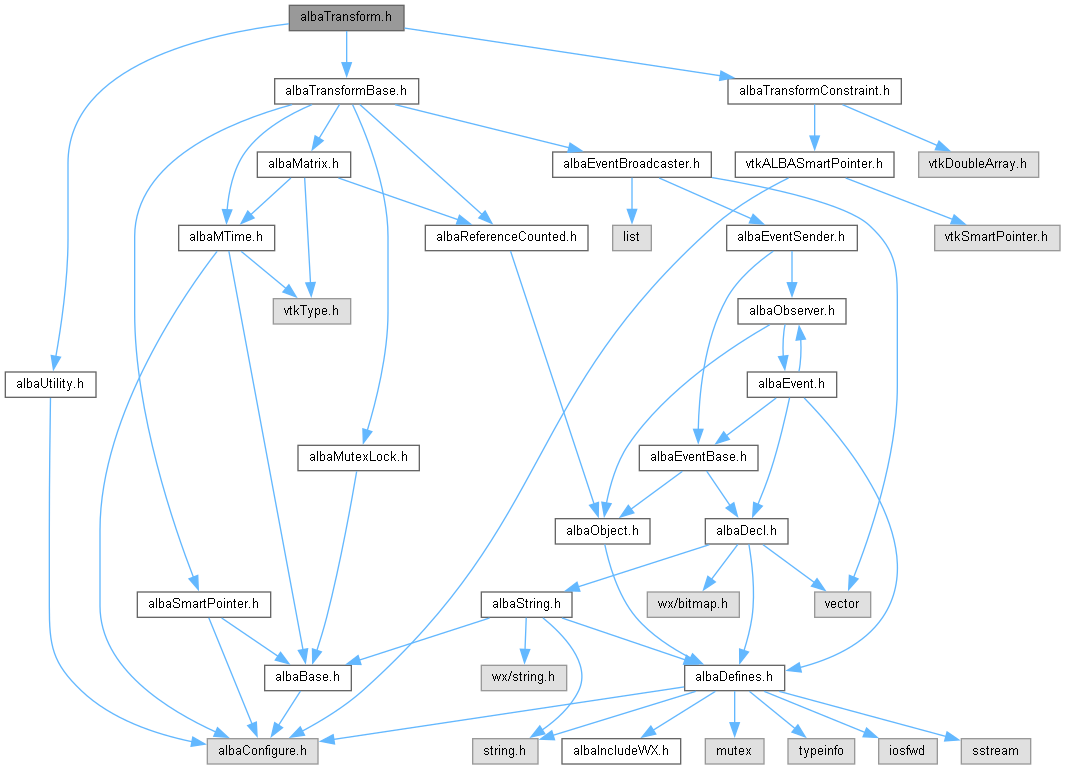 albaTransform.h
albaTransformBase.h
albaTransformConstraint.h
albaMatrix.h
albaEventBroadcaster.h
vtkALBASmartPointer.h
vtkDoubleArray.h
albaMTime.h
albaReferenceCounted.h
list
albaEventSender.h
vtkSmartPointer.h
vtkType.h
albaObserver.h
albaUtility.h
albaEvent.h
albaMutexLock.h
albaEventBase.h
albaObject.h
albaDecl.h
albaSmartPointer.h
albaString.h
wx/bitmap.h
vector
albaBase.h
wx/string.h
albaDefines.h
albaConfigure.h
string.h
albaIncludeWX.h
mutex
typeinfo
iosfwd
sstream